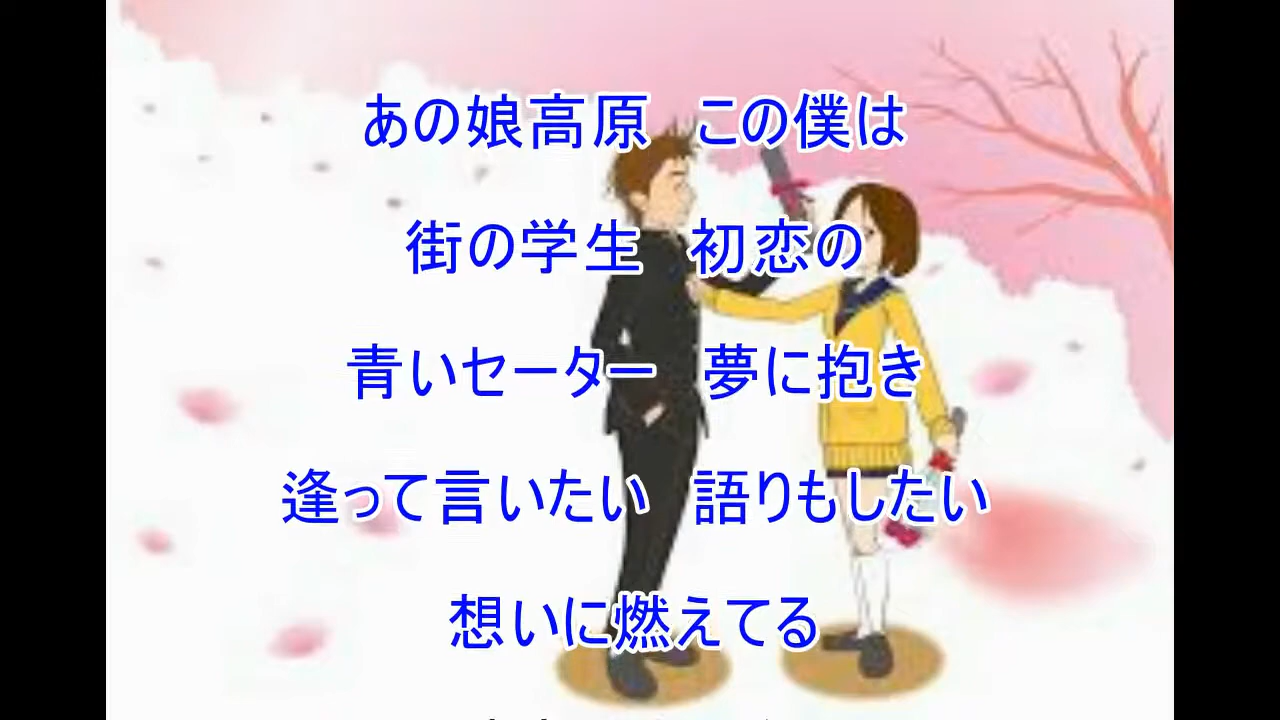 あの娘高原　この僕は
街の学生　初恋の
青いセーター　夢に抱き
逢って言いたい　語りもしたい
想いに燃えてる